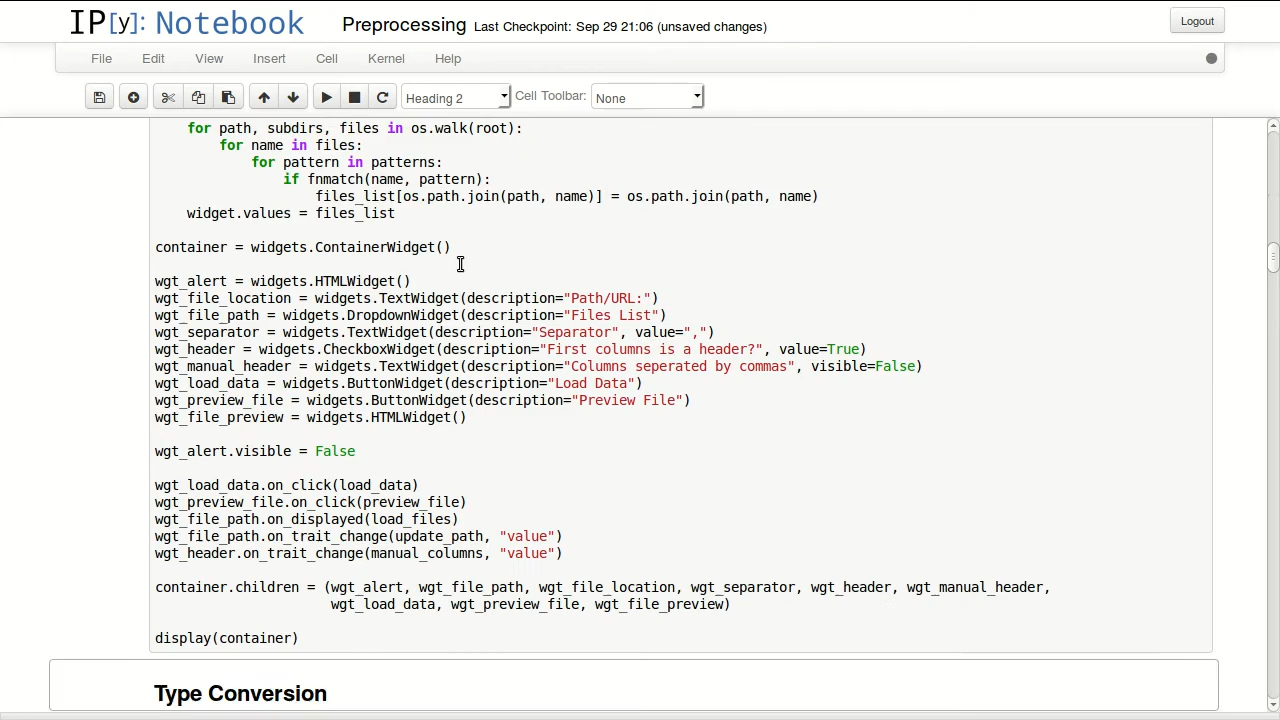 IP[y]: Notebook Preprocessing Last Checkpoint: Sep 29 21:06 (unsaved changes) Logout
File Edit View Insert Cell Kernel Help
Heading 2 Cell Toolbar: None
for path, subdirs, files in os.walk(root):
for name in files:
for pattern in patterns:
if fnmatch(name, pattern):
files_list[os.path.join(path, name)] = os.path.join(path, name)
widget.values = files_list
container = widgets.ContainerWidget()
wgt_alert = widgets.HTMLWidget()
wgt_file_location = widgets.TextWidget(description="Path/URL:")
wgt_file_path = widgets.DropdownWidget(description="Files List")
wgt_separator = widgets.TextWidget(description="Separator", value=",")
wgt_header = widgets.CheckboxWidget(description="First columns is a header?", value=True)
wgt_manual_header = widgets.TextWidget(description="Columns seperated by commas", visible=False)
wgt_load_data = widgets.ButtonWidget(description="Load Data")
wgt_preview_file = widgets.ButtonWidget(description="Preview File")
wgt_file_preview = widgets.HTMLWidget()
wgt_alert.visible = False
wgt_load_data.on_click(load_data)
wgt_preview_file.on_click(preview_file)
wgt_file_path.on_displayed(load_files)
wgt_file_path.on_trait_change(update_path, "value")
wgt_header.on_trait_change(manual_columns, "value")
container.children = (wgt_alert, wgt_file_path, wgt_file_location, wgt_separator, wgt_header, wgt_manual_header,
wgt_load_data, wgt_preview_file, wgt_file_preview)
display(container)
Type Conversion